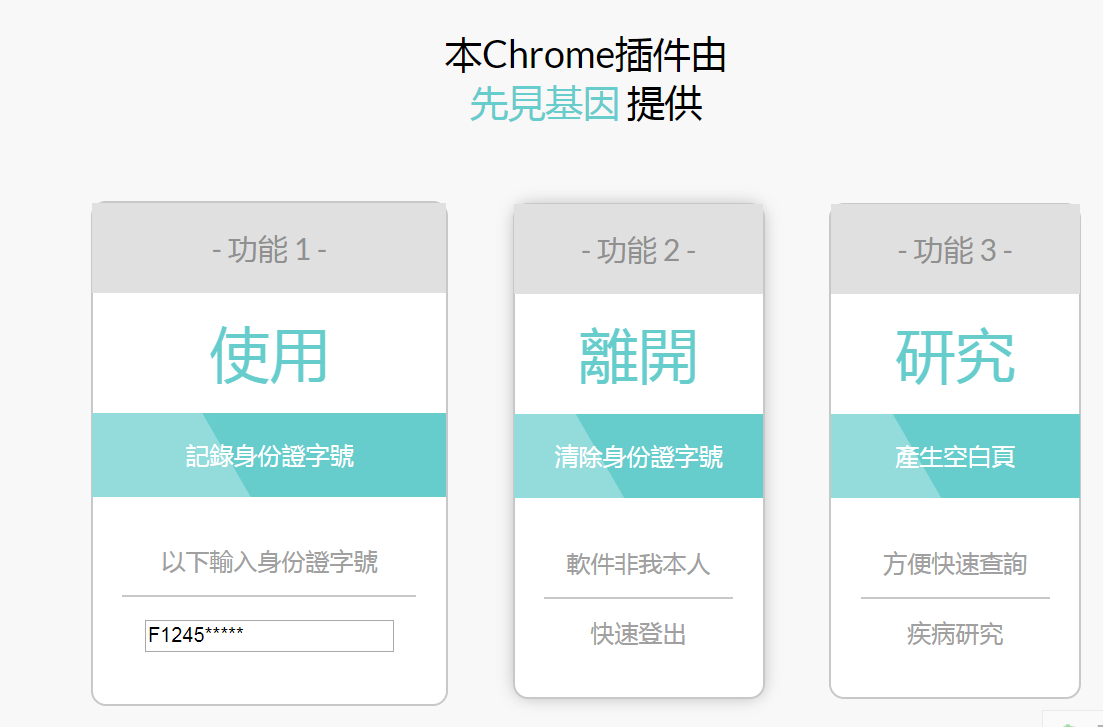 本Chrome插件由
先見基因 提供
- 功能 1 -
使用
記錄身份證字號
以下輸入身份證字號
F1245*****
- 功能 2 -
離開
清除身份證字號
軟件非我本人
快速登出
- 功能 3 -
研究
產生空白頁
方便快速查詢
疾病研究